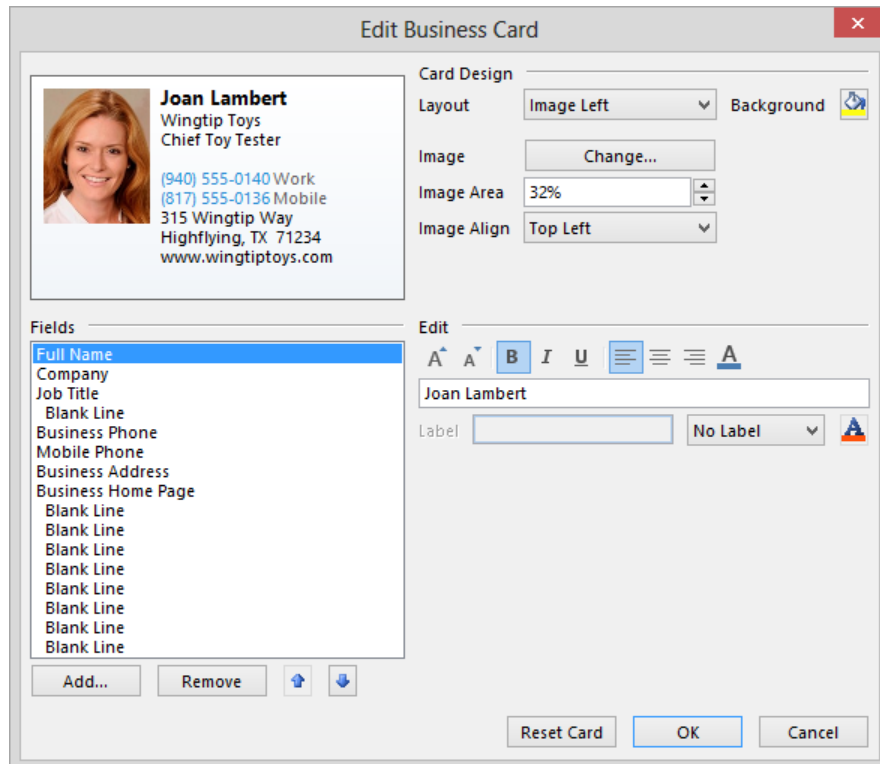 Edit Business Card
Joan Lambert
Wingtip Toys
Chief Toy Tester
(940) 555-0140 Work
(817) 555-0136 Mobile
315 Wingtip Way
Highflying, TX 71234
www.wingtiptoys.com
Card Design
Layout Image Left Background
Image Change...
Image Area 32%
Image Align Top Left
Fields
Full Name
Company
Job Title
Blank Line
Business Phone
Mobile Phone
Business Address
Business Home Page
Blank Line
Blank Line
Blank Line
Blank Line
Blank Line
Blank Line
Blank Line
Blank Line
Add... Remove
Edit
A A B I U A
Joan Lambert
Label No Label A
Reset Card OK Cancel